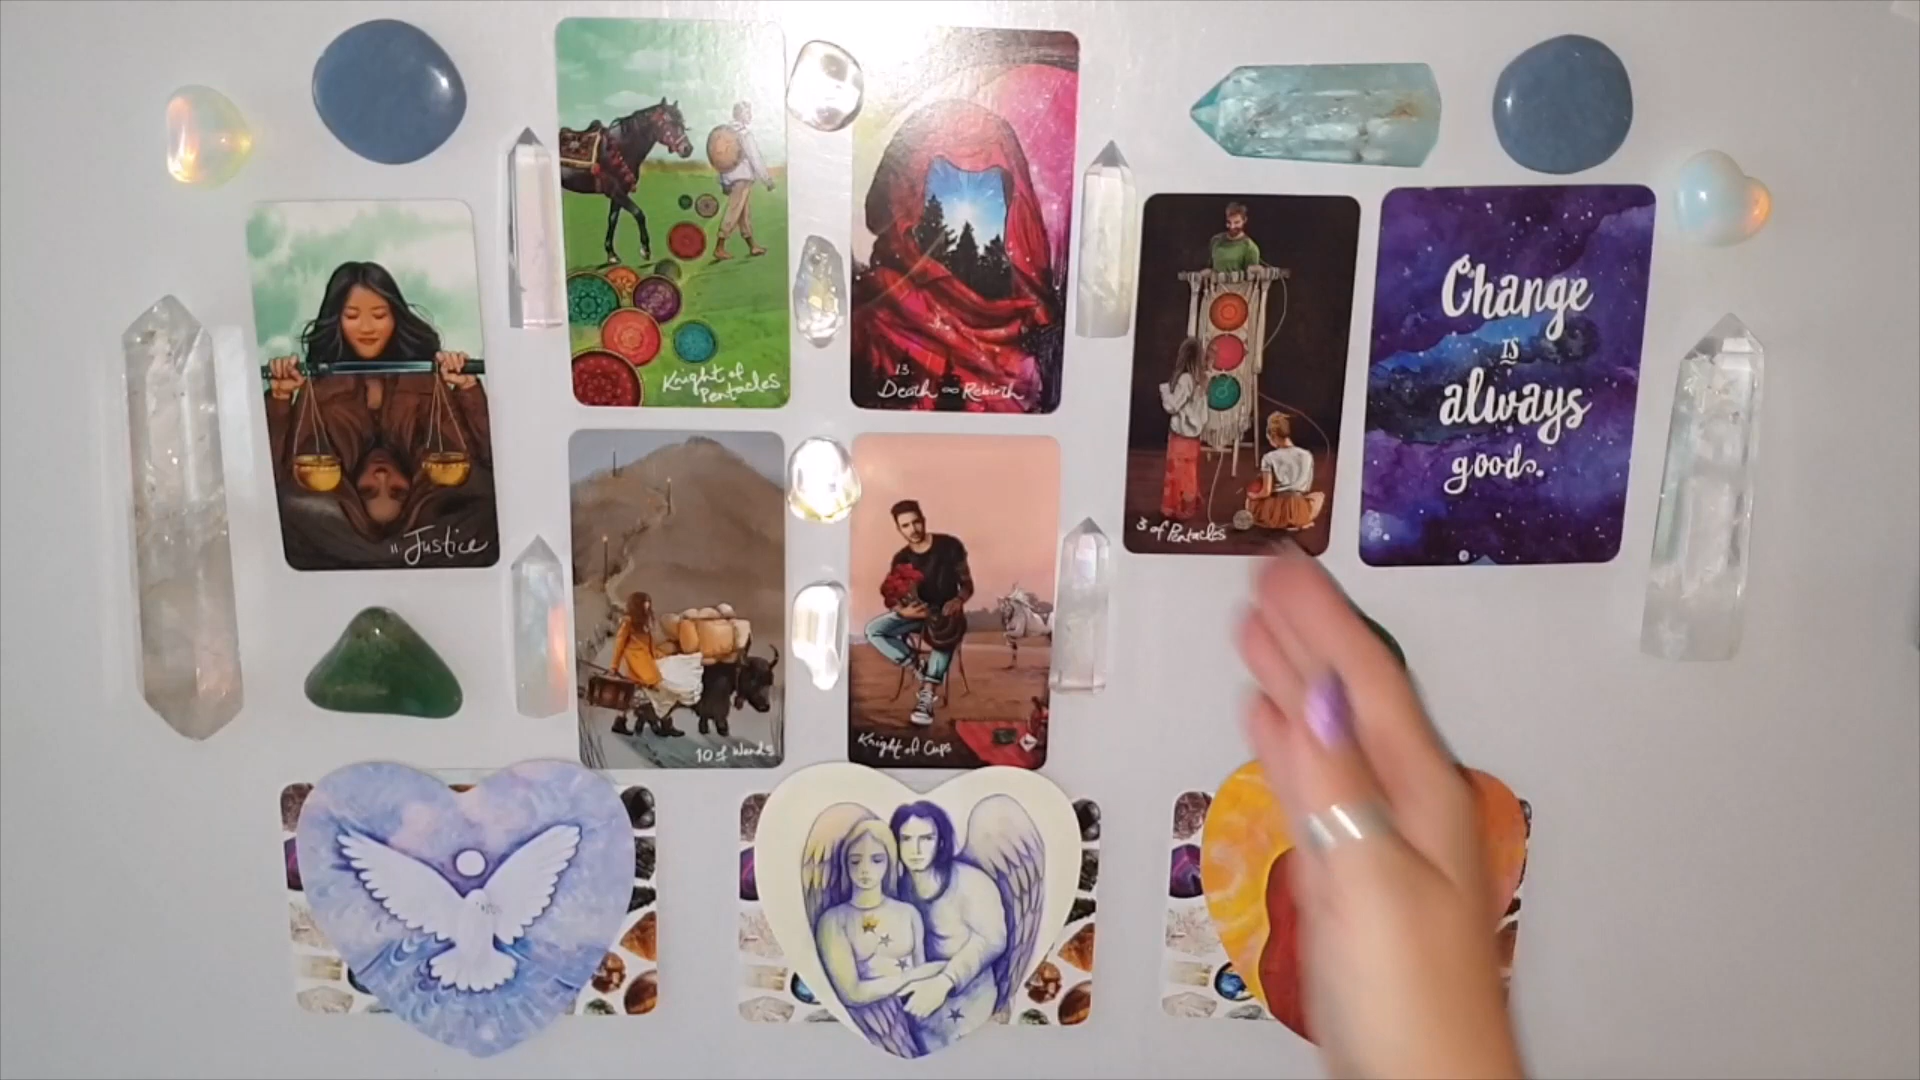 11 Justice
Knight of
Pentacles
13.
Death ∞ Rebirth
10 of Wands
Knight of Cups
3 of Pentacles
Change
is
always
good.